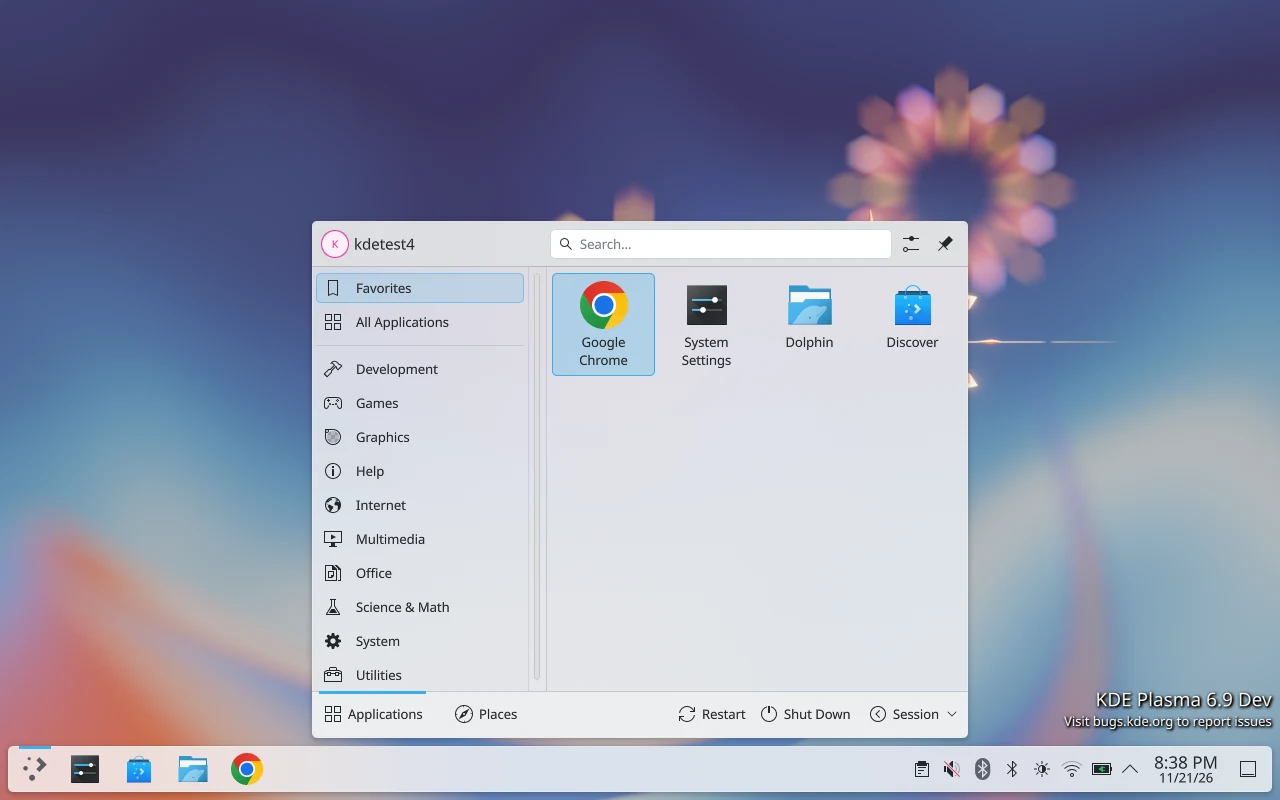 K
kdetest4
Search...
Favorites
All Applications
Development
Games
Graphics
Help
Internet
Multimedia
Office
Science & Math
System
Utilities
Google
Chrome
System
Settings
Dolphin
Discover
Applications
Places
Restart
Shut Down
Session
KDE Plasma 6.9 Dev
Visit bugs.kde.org to report issues
8:38 PM
11/21/26